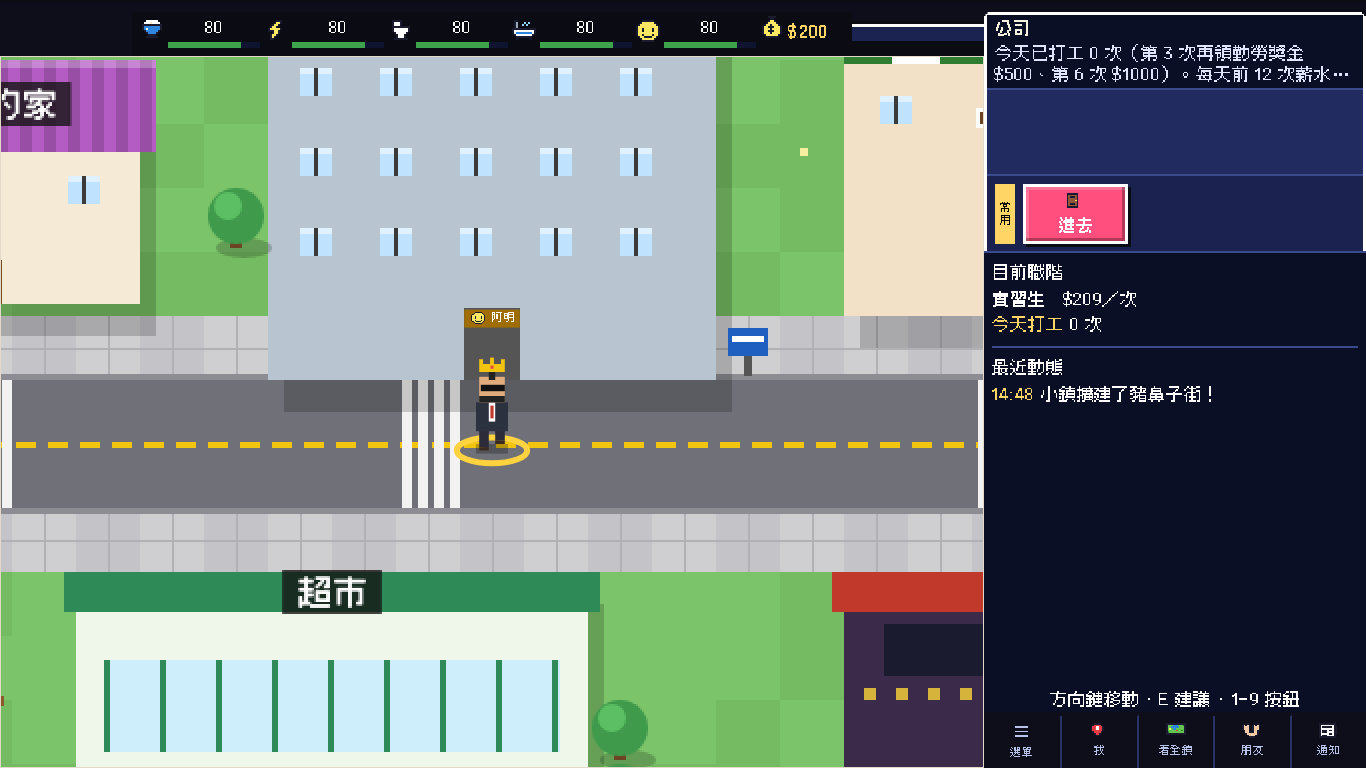 80 80 80 80 80 $200
的家
阿明
超市
公司
今天已打工 0 次（第 3 次再領勤勞獎金
$500、第 6 次 $1000）。每天前 12 次薪水…
常用
進去
目前職階
實習生 $209／次
今天打工 0 次
最近動態
14:48 小鎮擴建了豬鼻子街！
方向鍵移動 · E 建議 · 1-9 按鈕
選單 我 看全鎮 朋友 通知